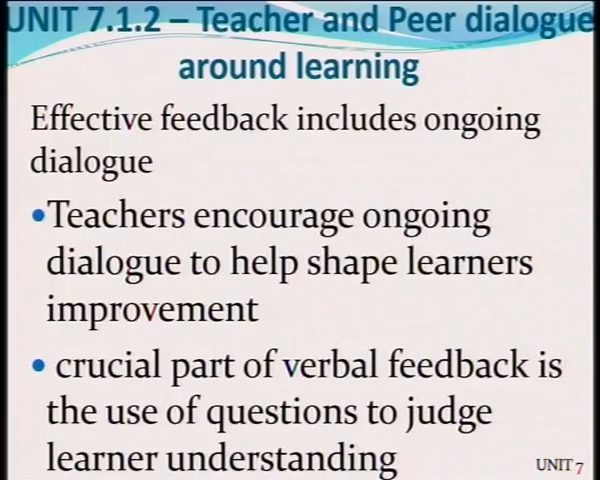 UNIT 7.1.2 – Teacher and Peer dialogue
around learning
Effective feedback includes ongoing
dialogue
•Teachers encourage ongoing
dialogue to help shape learners
improvement
• crucial part of verbal feedback is
the use of questions to judge
learner understanding
UNIT 7